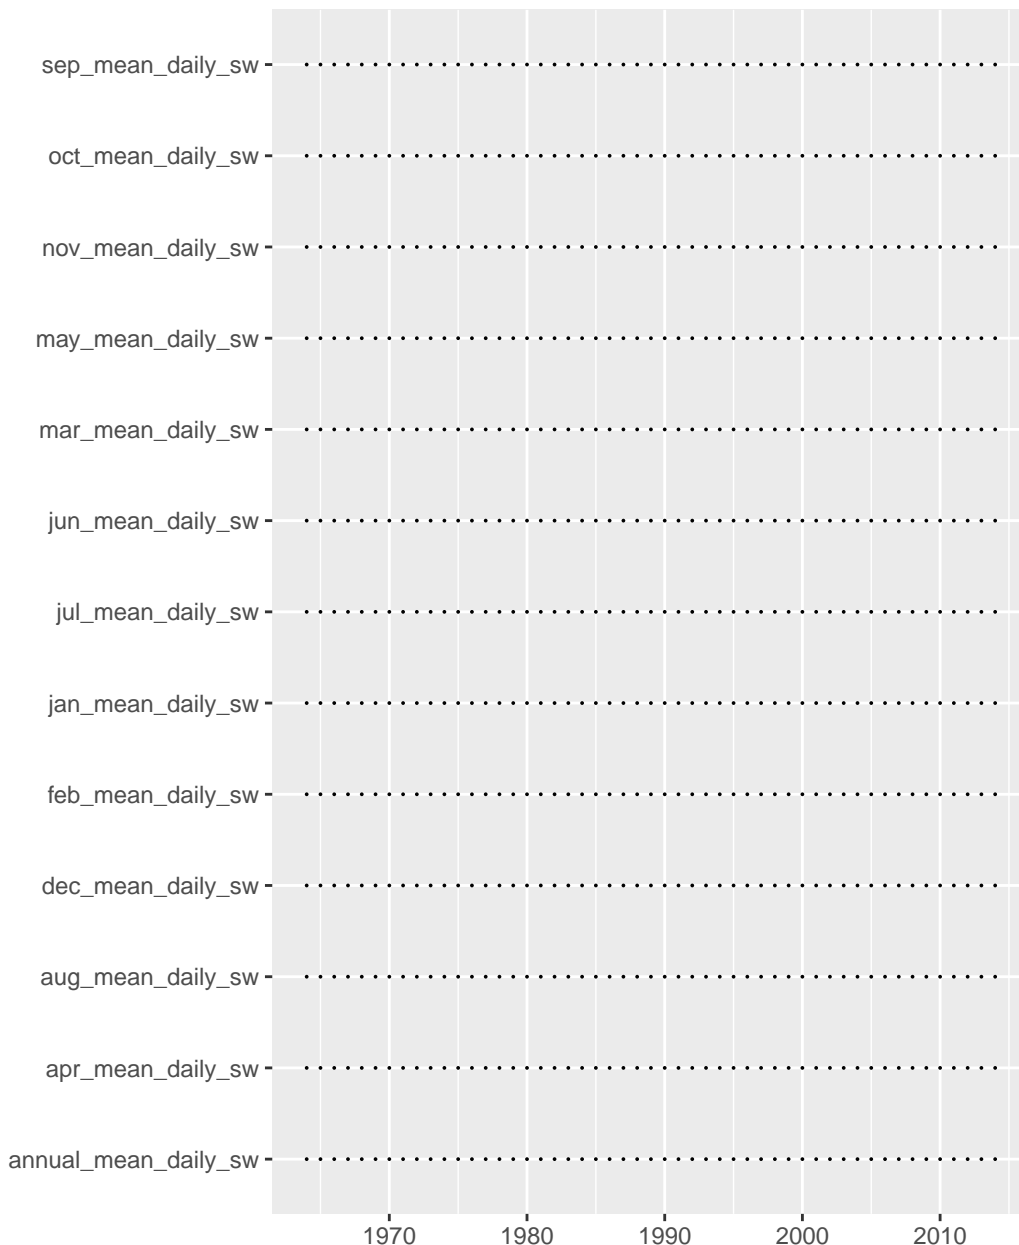 sep_mean_daily_sw
oct_mean_daily_sw
nov_mean_daily_sw
may_mean_daily_sw
mar_mean_daily_sw
jun_mean_daily_sw
jul_mean_daily_sw
jan_mean_daily_sw
feb_mean_daily_sw
dec_mean_daily_sw
aug_mean_daily_sw
apr_mean_daily_sw
annual_mean_daily_sw
1970 1980 1990 2000 2010